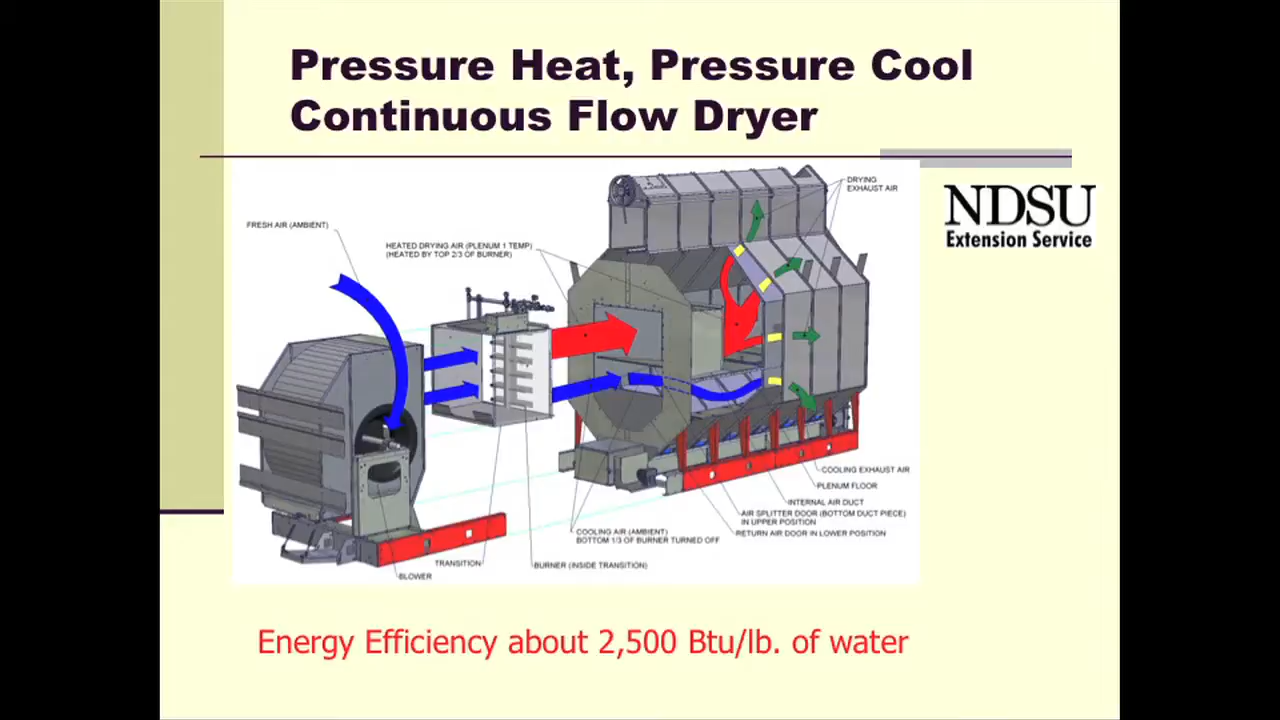 Pressure Heat, Pressure Cool
Continuous Flow Dryer
NDSU
Extension Service
DRYING
EXHAUST AIR
FRESH AIR (AMBIENT)
HEATED DRYING AIR (PLENUM 1 TEMP)
(HEATED BY TOP 2/3 OF BURNER)
COOLING EXHAUST AIR
PLENUM FLOOR
INTERNAL AIR DUCT
AIR SPLITTER DOOR (BOTTOM DUCT PIECE)
IN UPPER POSITION
RETURN AIR DOOR IN LOWER POSITION
COOLING AIR (AMBIENT)
BOTTOM 1/3 OF BURNER TURNED OFF
TRANSITION
BURNER (INSIDE TRANSITION)
BLOWER
Energy Efficiency about 2,500 Btu/lb. of water